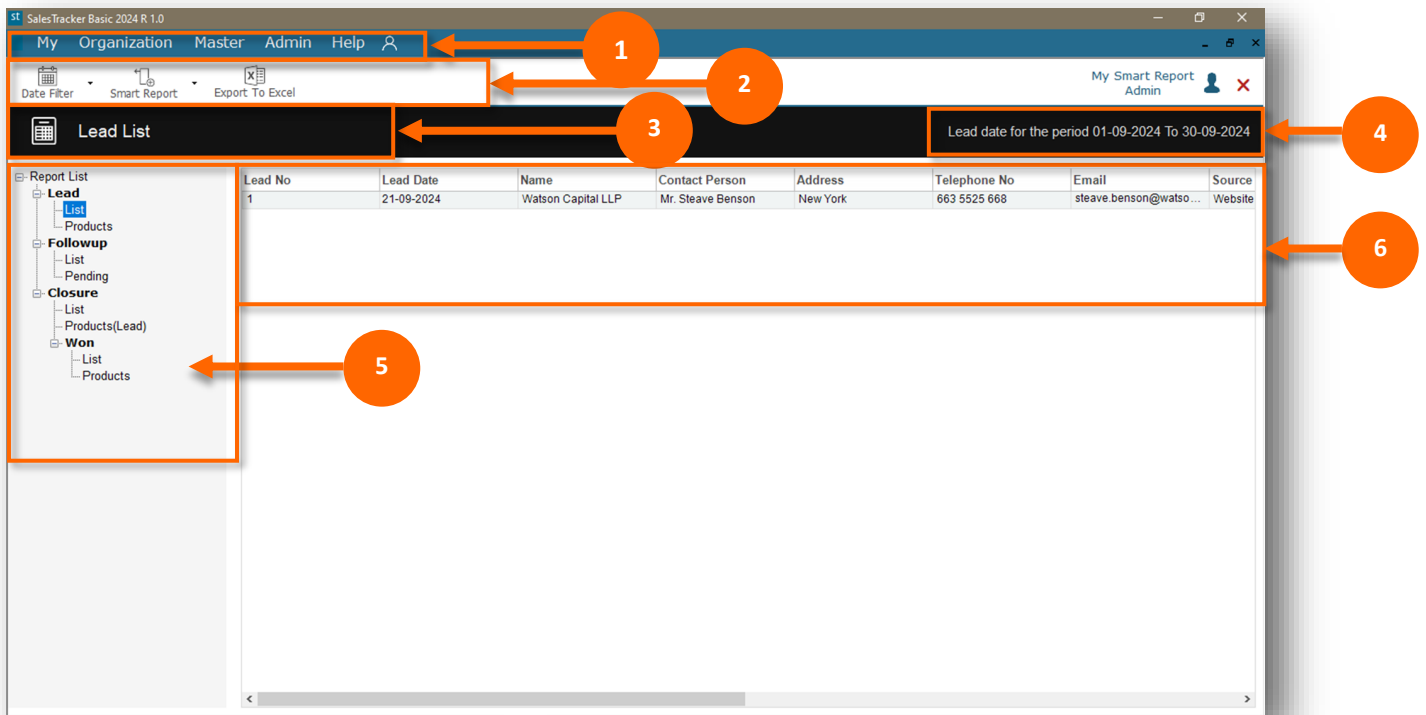 st SalesTracker Basic 2024 R 1.0
My Organization Master Admin Help
1
Date Filter Smart Report Export To Excel
2
My Smart Report
Admin
Lead List
3
Lead date for the period 01-09-2024 To 30-09-2024
4
Report List
Lead
List
Products
Followup
List
Pending
Closure
List
Products(Lead)
Won
List
Products
5
Lead No Lead Date Name Contact Person Address Telephone No Email Source
1 21-09-2024 Watson Capital LLP Mr. Steave Benson New York 663 5525 668 steave.benson@watso... Website
6